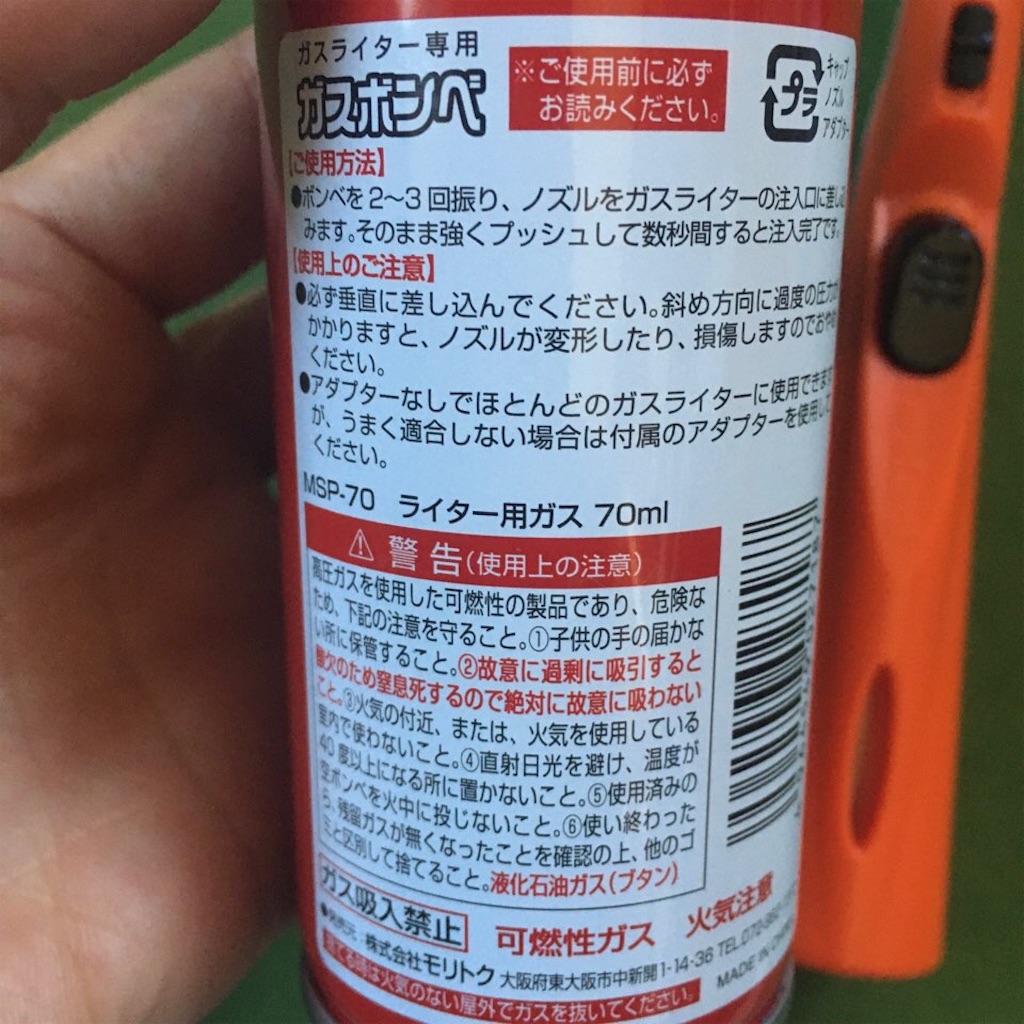 ガスライター専用
ガスボンベ
※ご使用前に必ず
お読みください。
プラ
キャップ
ノズル
アダプター
【ご使用方法】
●ボンベを2〜3回振り、ノズルをガスライターの注入口に差し込
みます。そのまま強くプッシュして数秒間すると注入完了です。
【使用上のご注意】
●必ず垂直に差し込んでください。斜め方向に過度の圧力が
かかりますと、ノズルが変形したり、損傷しますのでおやめ
ください。
●アダプターなしでほとんどのガスライターに使用できます
が、うまく適合しない場合は付属のアダプターを使用して
ください。
MSP-70 ライター用ガス 70ml
⚠ 警告(使用上の注意)
高圧ガスを使用した可燃性の製品であり、危険な
ため、下記の注意を守ること。①子供の手の届かな
い所に保管すること。②故意に過剰に吸引すると
酸欠のため窒息死するので絶対に故意に吸わない
こと。③火気の付近、または、火気を使用している
室内で使わないこと。④直射日光を避け、温度が
40度以上になる所に置かないこと。⑤使用済みの
空ボンベを火中に投じないこと。⑥使い終わった
ら、残留ガスが無くなったことを確認の上、他のゴ
ミと区別して捨てること。液化石油ガス(ブタン)
ガス吸入禁止 可燃性ガス 火気注意
●発売元:株式会社モリトク 大阪府東大阪市中新開1-14-36 TEL.
捨てる時は火気のない屋外でガスを抜いてください。
MADE IN